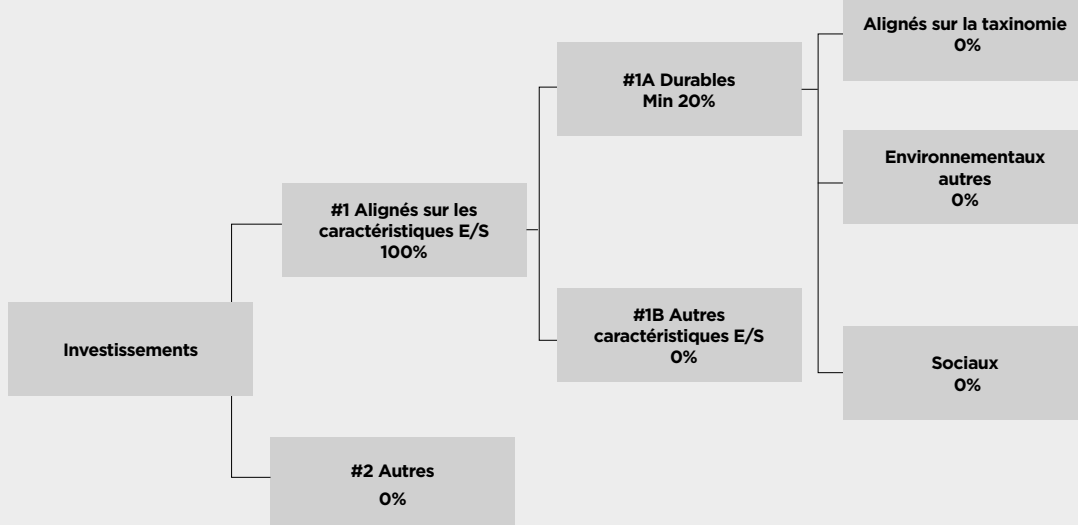 Investissements
#1 Alignés sur les
caractéristiques E/S
100%
#2 Autres
0%
#1A Durables
Min 20%
#1B Autres
caractéristiques E/S
0%
Alignés sur la taxinomie
0%
Environnementaux
autres
0%
Sociaux
0%